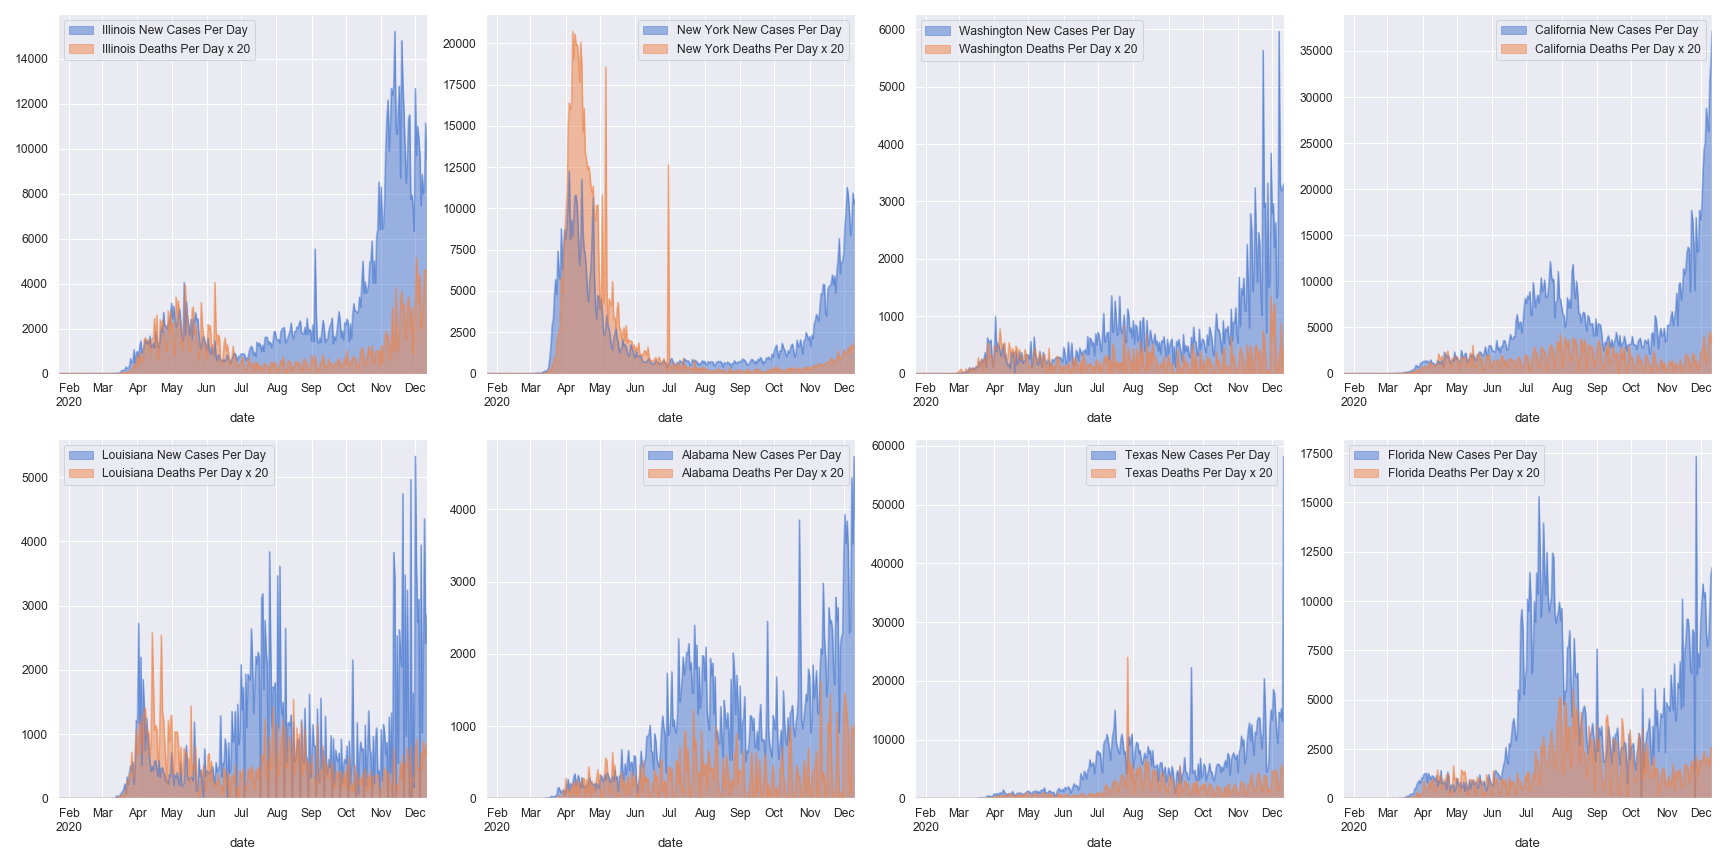 Illinois New Cases Per Day
Illinois Deaths Per Day x 20
14000
12000
10000
8000
6000
4000
2000
0
Feb Mar Apr May Jun Jul Aug Sep Oct Nov Dec
2020
date
New York New Cases Per Day
New York Deaths Per Day x 20
20000
17500
15000
12500
10000
7500
5000
2500
0
Feb Mar Apr May Jun Jul Aug Sep Oct Nov Dec
2020
date
Washington New Cases Per Day
Washington Deaths Per Day x 20
6000
5000
4000
3000
2000
1000
0
Feb Mar Apr May Jun Jul Aug Sep Oct Nov Dec
2020
date
California New Cases Per Day
California Deaths Per Day x 20
35000
30000
25000
20000
15000
10000
5000
0
Feb Mar Apr May Jun Jul Aug Sep Oct Nov Dec
2020
date
Louisiana New Cases Per Day
Louisiana Deaths Per Day x 20
5000
4000
3000
2000
1000
0
Feb Mar Apr May Jun Jul Aug Sep Oct Nov Dec
2020
date
Alabama New Cases Per Day
Alabama Deaths Per Day x 20
4000
3000
2000
1000
0
Feb Mar Apr May Jun Jul Aug Sep Oct Nov Dec
2020
date
Texas New Cases Per Day
Texas Deaths Per Day x 20
60000
50000
40000
30000
20000
10000
0
Feb Mar Apr May Jun Jul Aug Sep Oct Nov Dec
2020
date
Florida New Cases Per Day
Florida Deaths Per Day x 20
17500
15000
12500
10000
7500
5000
2500
0
Feb Mar Apr May Jun Jul Aug Sep Oct Nov Dec
2020
date